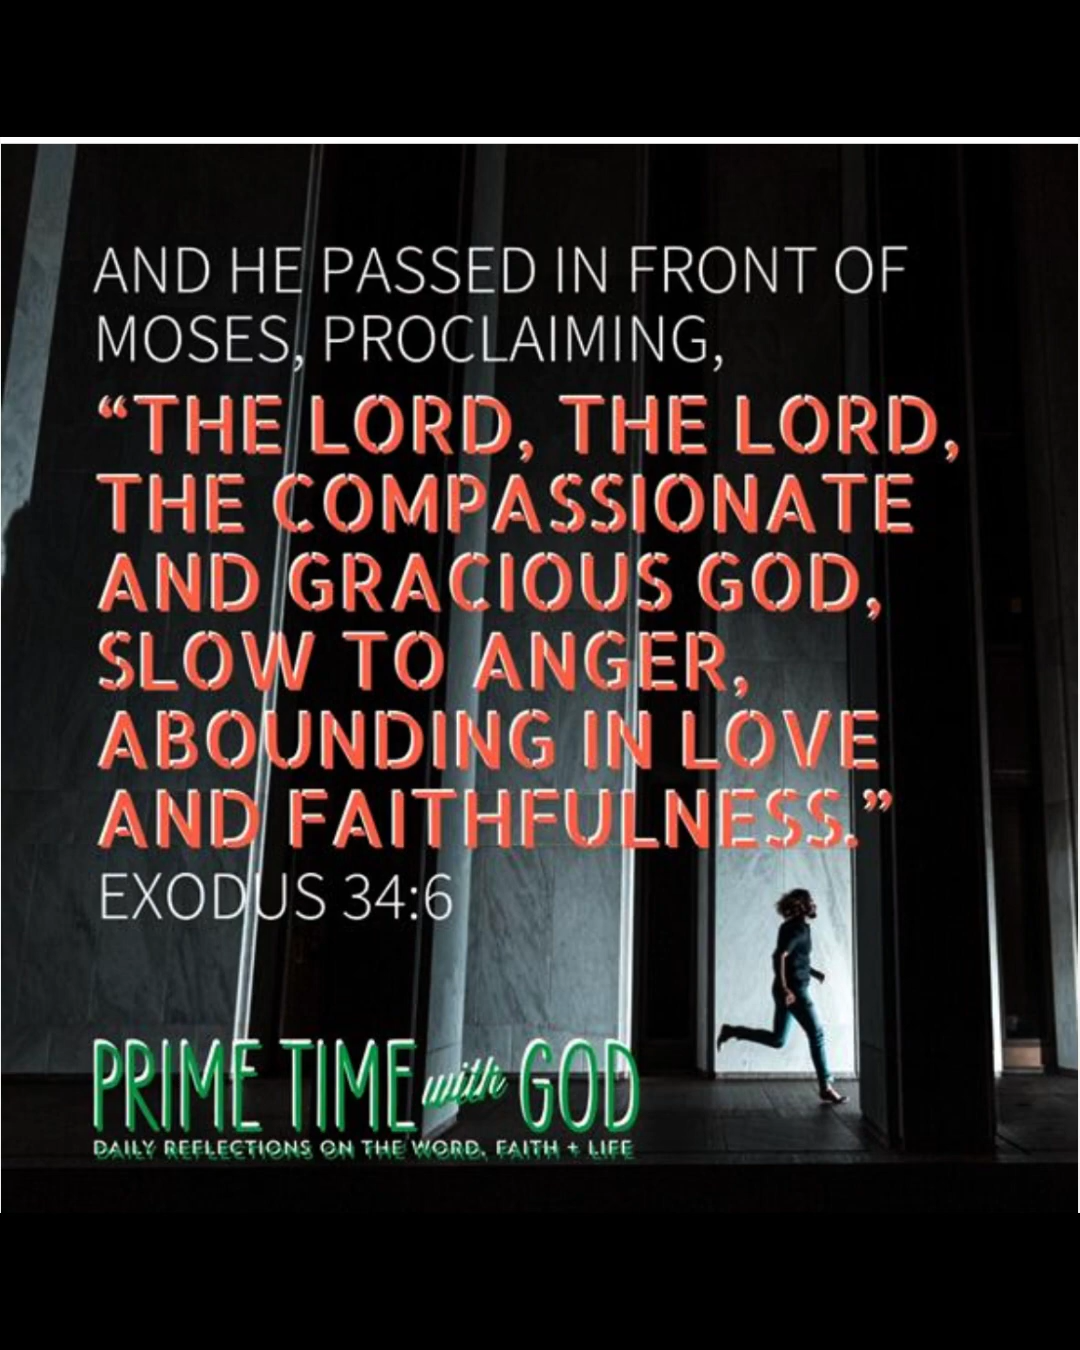 AND HE PASSED IN FRONT OF
MOSES, PROCLAIMING,
“THE LORD, THE LORD,
THE COMPASSIONATE
AND GRACIOUS GOD,
SLOW TO ANGER,
ABOUNDING IN LOVE
AND FAITHFULNESS.”
EXODUS 34:6
PRIME TIME with GOD
DAILY REFLECTIONS ON THE WORD, FAITH + LIFE